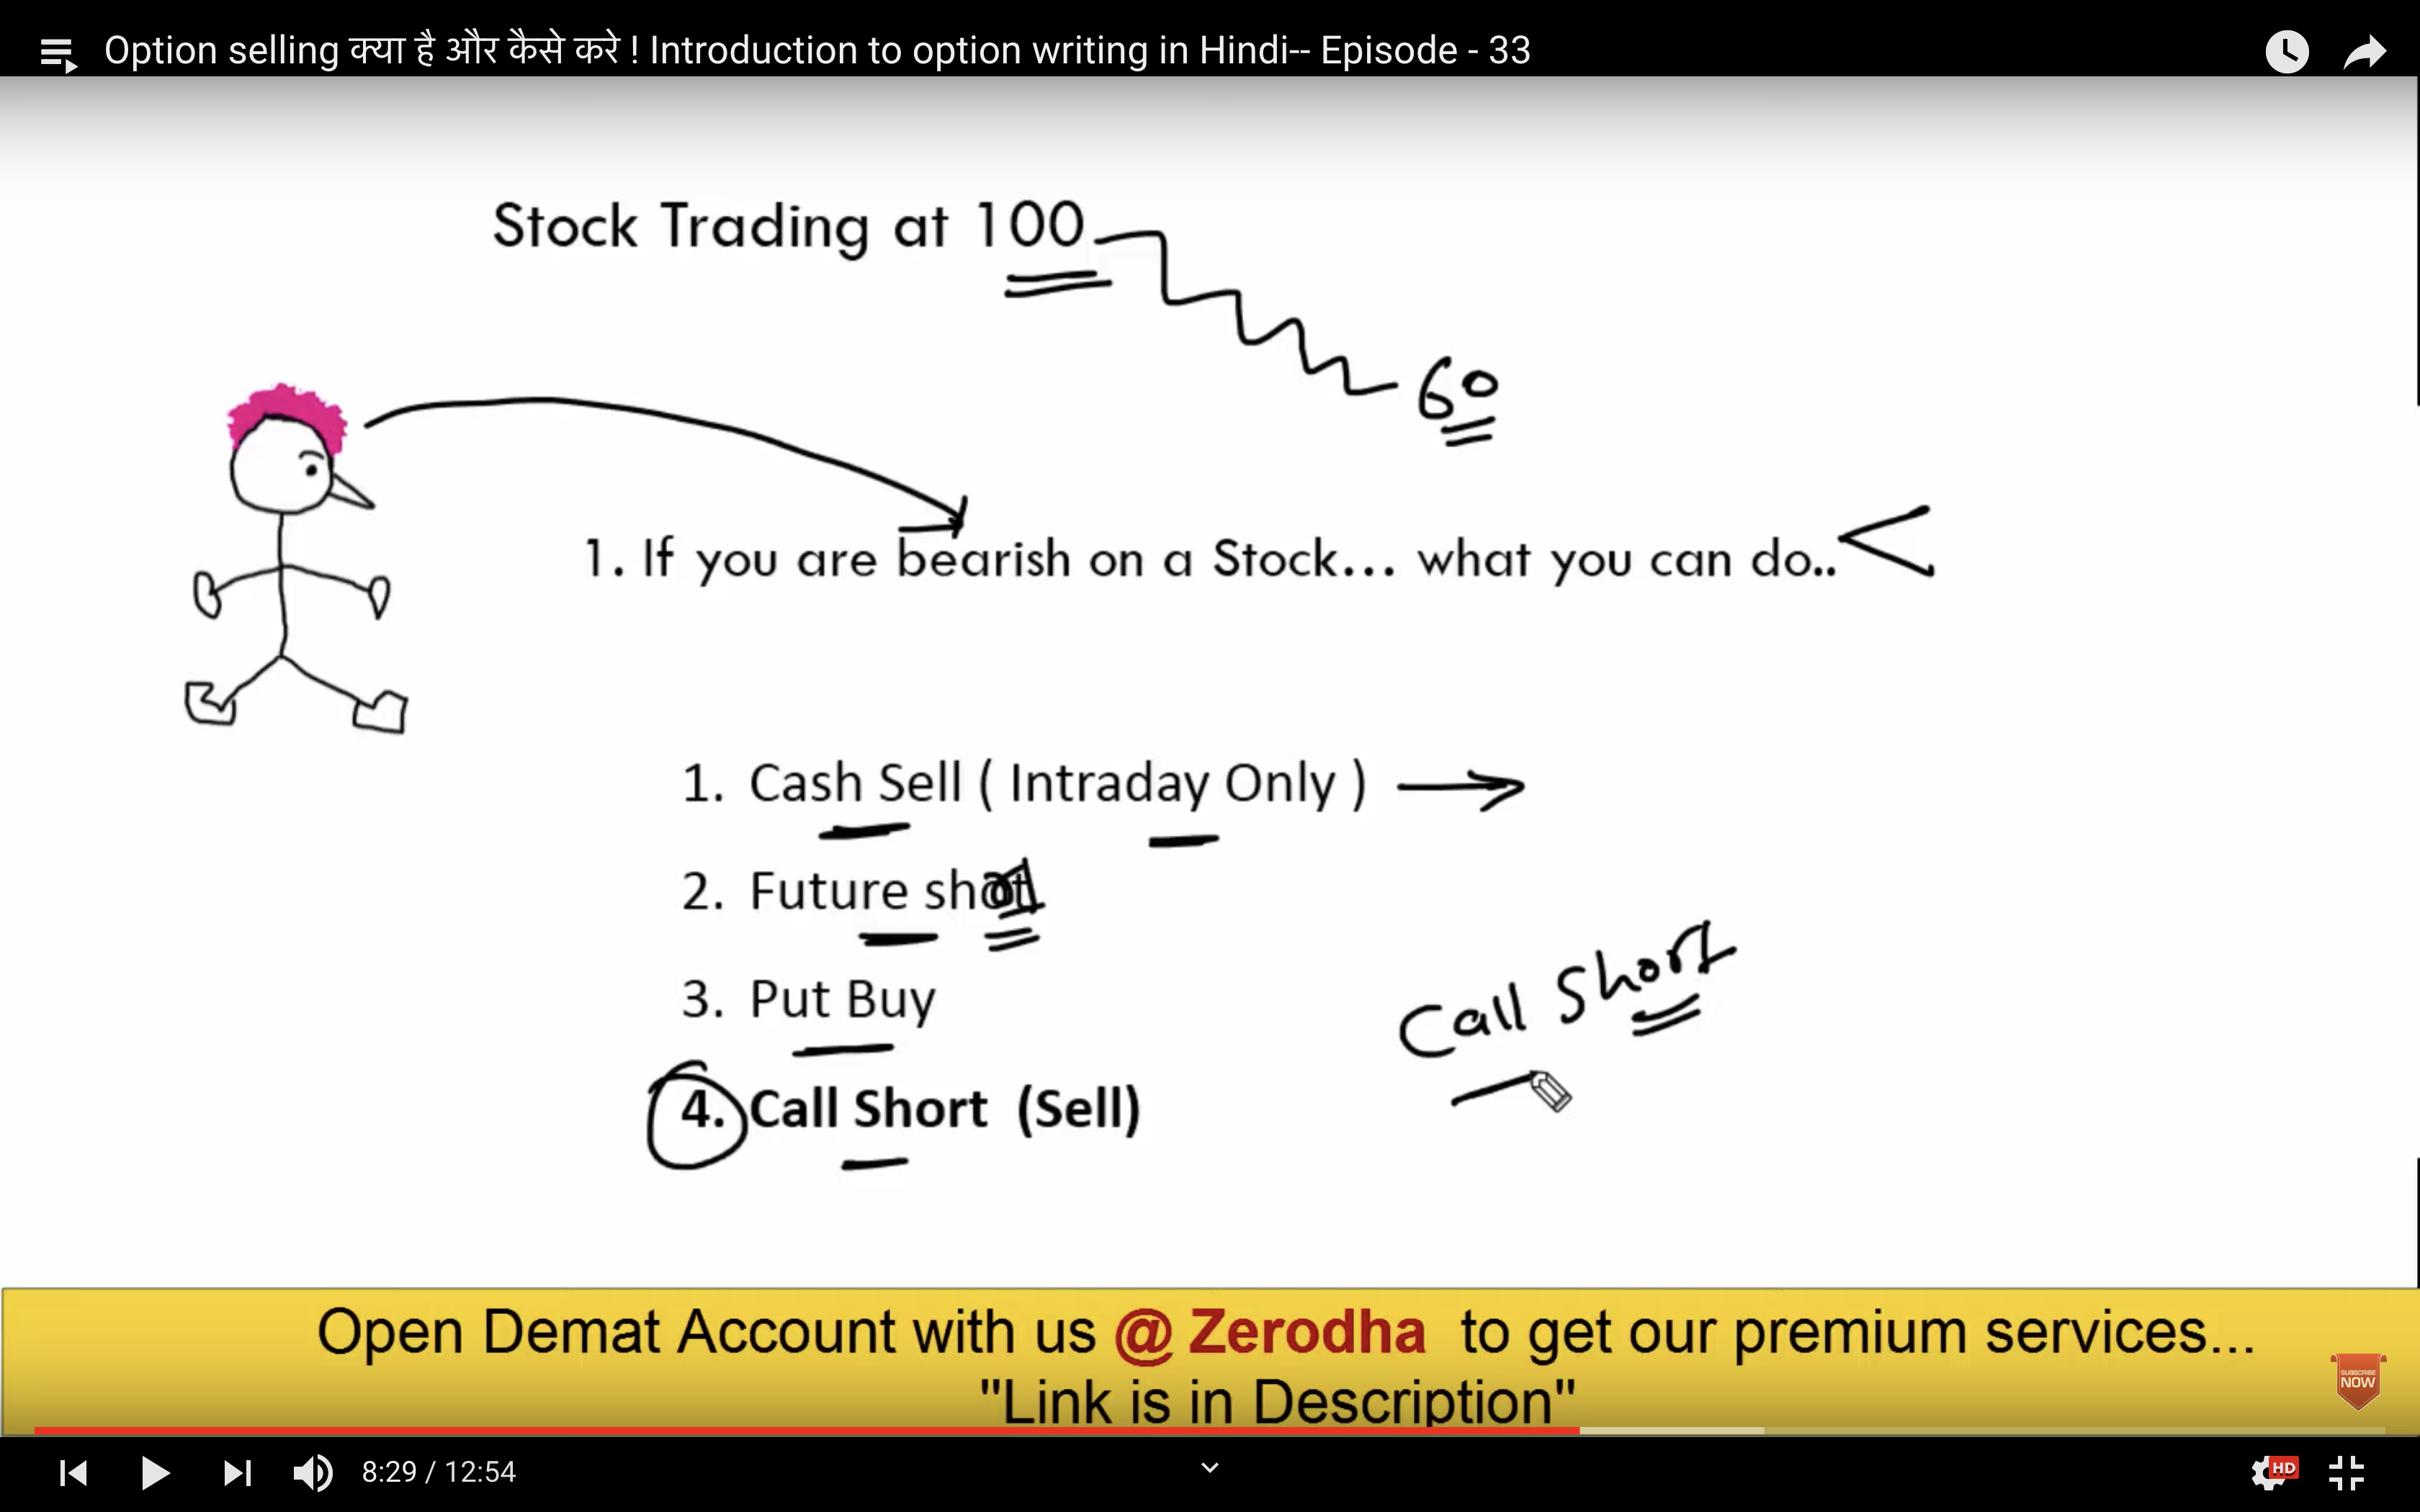 Option selling क्या है और कैसे करे ! Introduction to option writing in Hindi-- Episode - 33
Stock Trading at 100
60
1. If you are bearish on a Stock... what you can do..
1. Cash Sell ( Intraday Only )
2. Future
3. Put Buy
Call Short
4. Call Short (Sell)
Open Demat Account with us @ Zerodha to get our premium services...
"Link is in Description"
SUBSCRIBE
NOW
8:29 / 12:54
HD